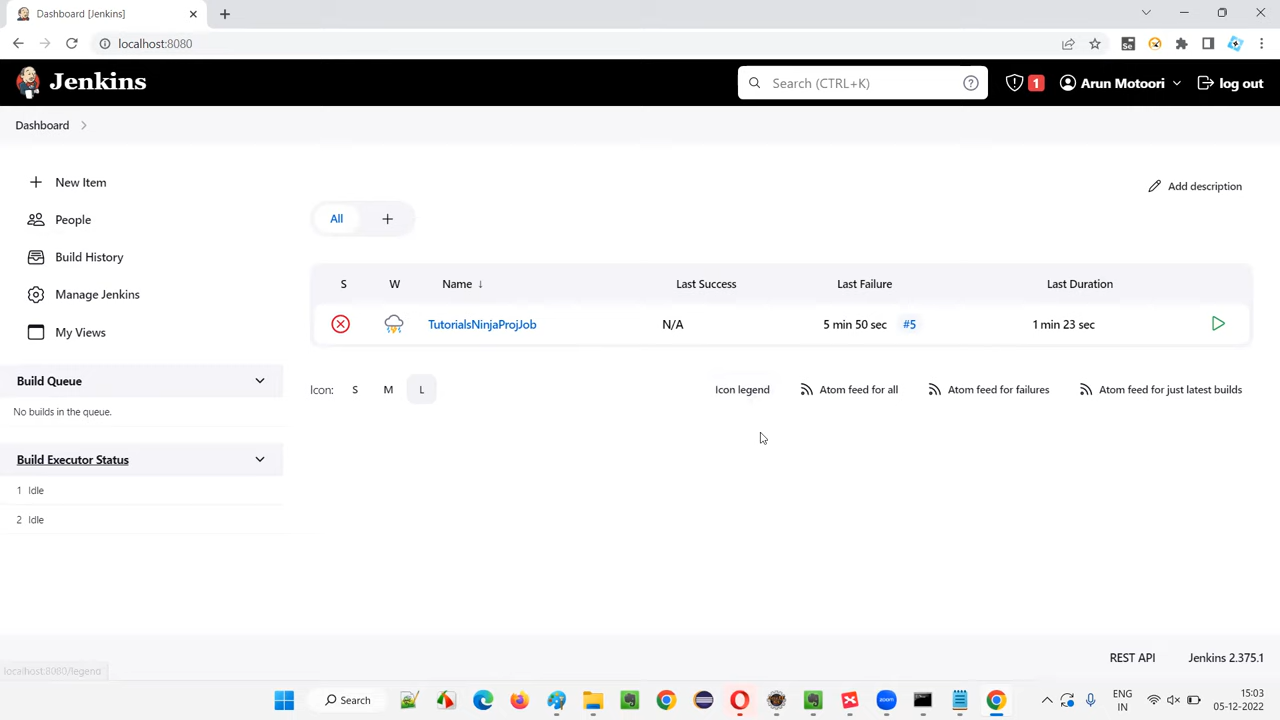 Dashboard [Jenkins]
localhost:8080
Jenkins
Search (CTRL+K)
1
Arun Motoori
log out
Dashboard
New Item
People
Build History
Manage Jenkins
My Views
Build Queue
No builds in the queue.
Build Executor Status
1 Idle
2 Idle
Add description
All
S W Name ↓ Last Success Last Failure Last Duration
TutorialsNinjaProjJob N/A 5 min 50 sec #5 1 min 23 sec
Icon: S M L
Icon legend Atom feed for all Atom feed for failures Atom feed for just latest builds
REST API Jenkins 2.375.1
localhost:8080/legend
Search
zoom
ENG
IN
15:03
05-12-2022